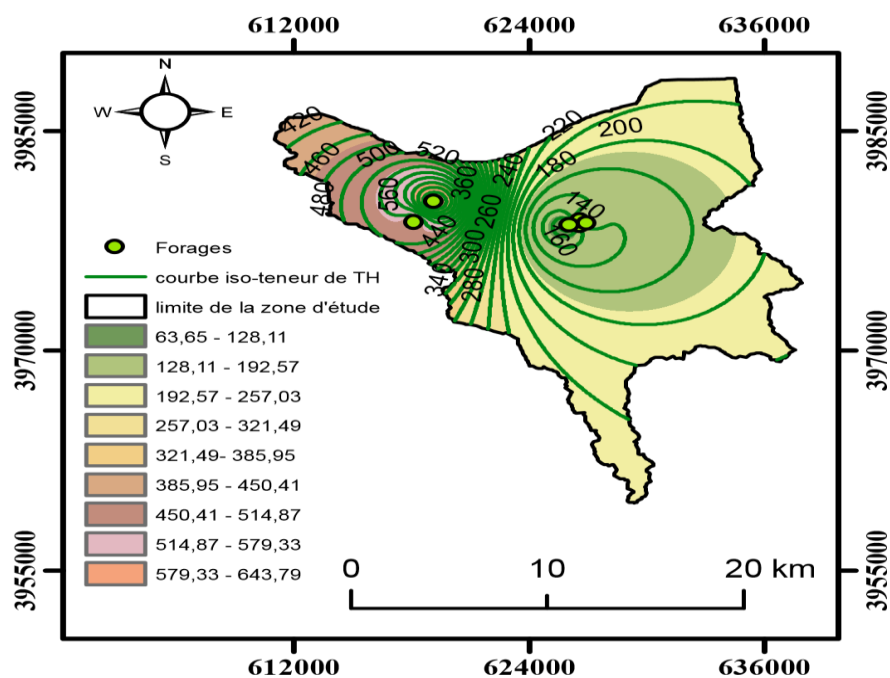 612000 624000 636000
3985000 3985000
3970000 3970000
3955000 3955000
N
W E
S
420
460
480
500
520
560
440
360
340
300
280
260
240
220
200
180
140
160
Forages
courbe iso-teneur de TH
limite de la zone d'étude
63,65 - 128,11
128,11 - 192,57
192,57 - 257,03
257,03 - 321,49
321,49- 385,95
385,95 - 450,41
450,41 - 514,87
514,87 - 579,33
579,33 - 643,79
0 10 20 km
612000 624000 636000